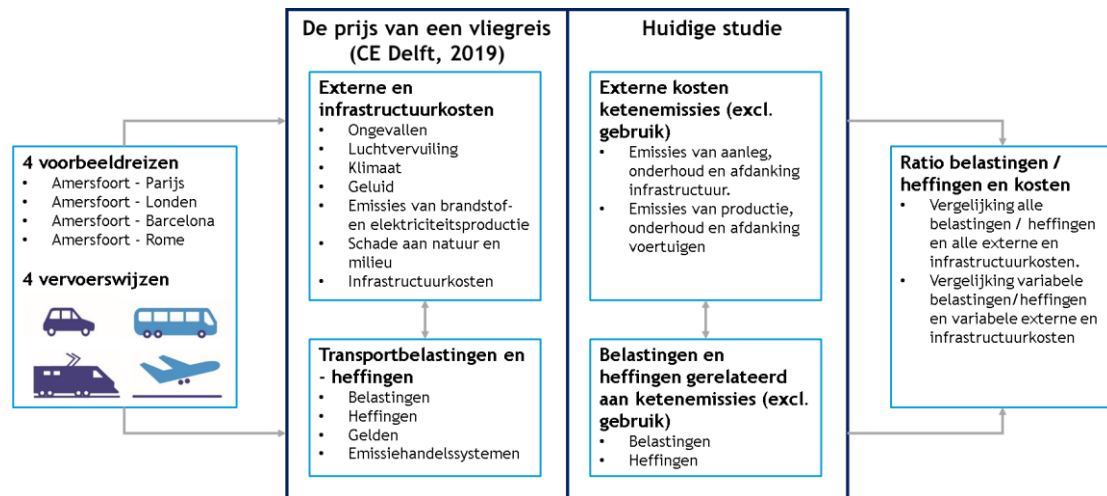 4 voorbeeldreizen
• Amersfoort - Parijs
• Amersfoort - Londen
• Amersfoort - Barcelona
• Amersfoort - Rome
4 vervoerswijzen
De prijs van een vliegreis
(CE Delft, 2019)
Externe en
infrastructuurkosten
• Ongevallen
• Luchtvervuiling
• Klimaat
• Geluid
• Emissies van brandstof-
en elektriciteitsproductie
• Schade aan natuur en
milieu
• Infrastructuurkosten
Transportbelastingen en
- heffingen
• Belastingen
• Heffingen
• Gelden
• Emissiehandelssystemen
Huidige studie
Externe kosten
ketenemissies (excl.
gebruik)
• Emissies van aanleg,
onderhoud en afdanking
infrastructuur.
• Emissies van productie,
onderhoud en afdanking
voertuigen
Belastingen en
heffingen gerelateerd
aan ketenemissies (excl.
gebruik)
• Belastingen
• Heffingen
Ratio belastingen /
heffingen en kosten
• Vergelijking alle
belastingen / heffingen
en alle externe en
infrastructuurkosten.
• Vergelijking variabele
belastingen/heffingen
en variabele externe en
infrastructuurkosten